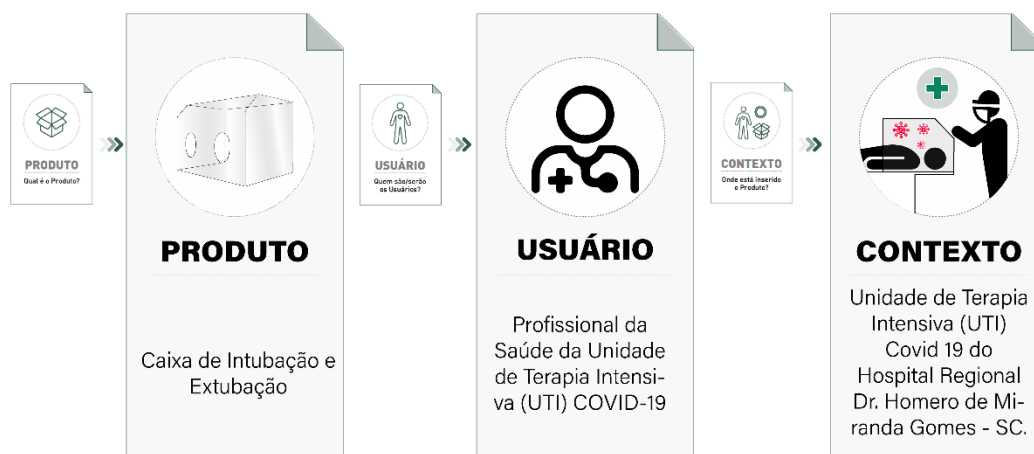 PRODUTO
Qual é o Produto?
PRODUTO
Caixa de Intubação e
Extubação
USUÁRIO
Quem são/serão
os Usuários?
USUÁRIO
Profissional da
Saúde da Unidade
de Terapia Intensi-
va (UTI) COVID-19
CONTEXTO
Onde está inserido
o Produto?
CONTEXTO
Unidade de Terapia
Intensiva (UTI)
Covid 19 do
Hospital Regional
Dr. Homero de Mi-
randa Gomes - SC.